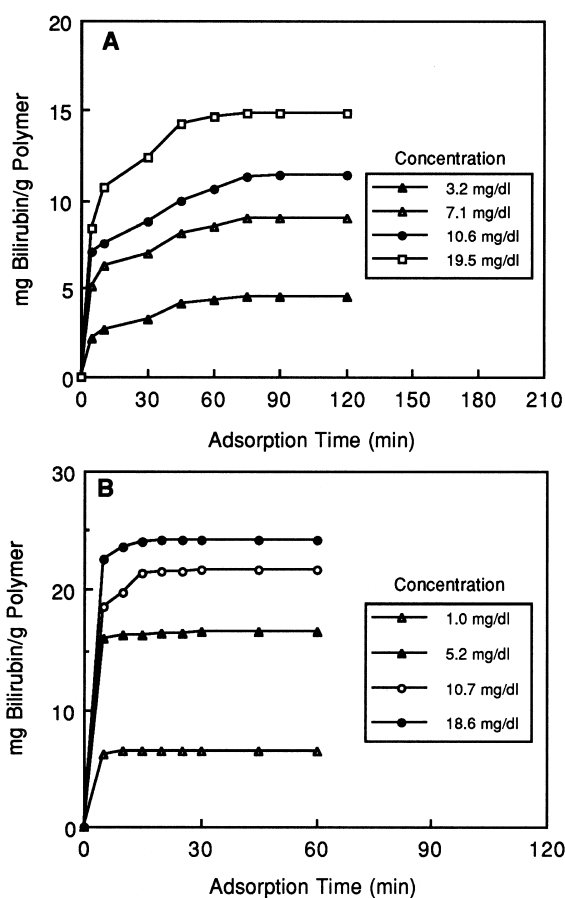 20
A
15
10
5
0
mg Bilirubin/g Polymer
Concentration
3.2 mg/dl
7.1 mg/dl
10.6 mg/dl
19.5 mg/dl
0 30 60 90 120 150 180 210
Adsorption Time (min)
30
B
20
10
0
mg Bilirubin/g Polymer
Concentration
1.0 mg/dl
5.2 mg/dl
10.7 mg/dl
18.6 mg/dl
0 30 60 90 120
Adsorption Time (min)